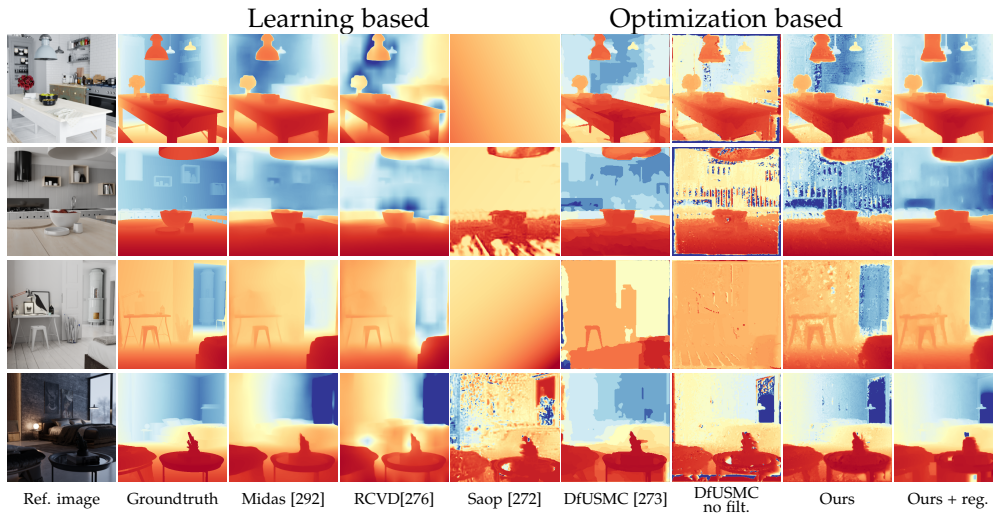 Learning based
Optimization based
Ref. image
Groundtruth
Midas [292]
RCVD[276]
Saop [272]
DfUSMC [273]
DfUSMC
no filt.
Ours
Ours + reg.